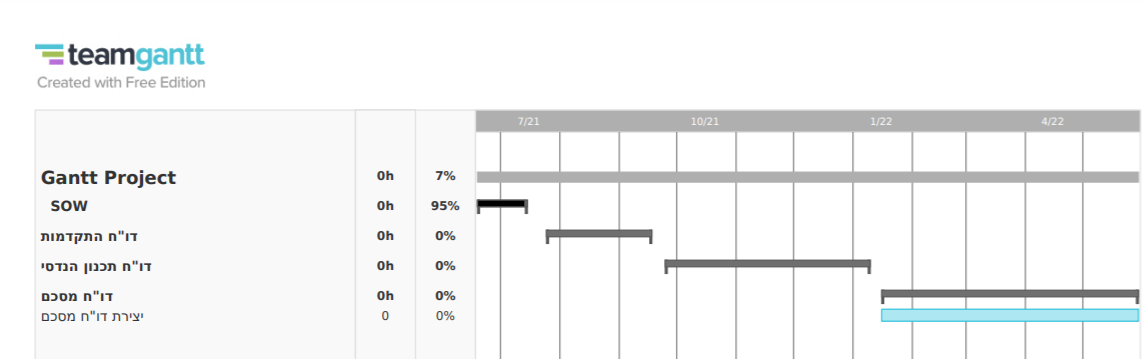 teamgantt
Created with Free Edition
7/21 10/21 1/22 4/22
Gantt Project 0h 7%
SOW 0h 95%
דו"ח התקדמות 0h 0%
דו"ח תכנון הנדסי 0h 0%
דו"ח מסכם 0h 0%
יצירת דו"ח מסכם 0 0%